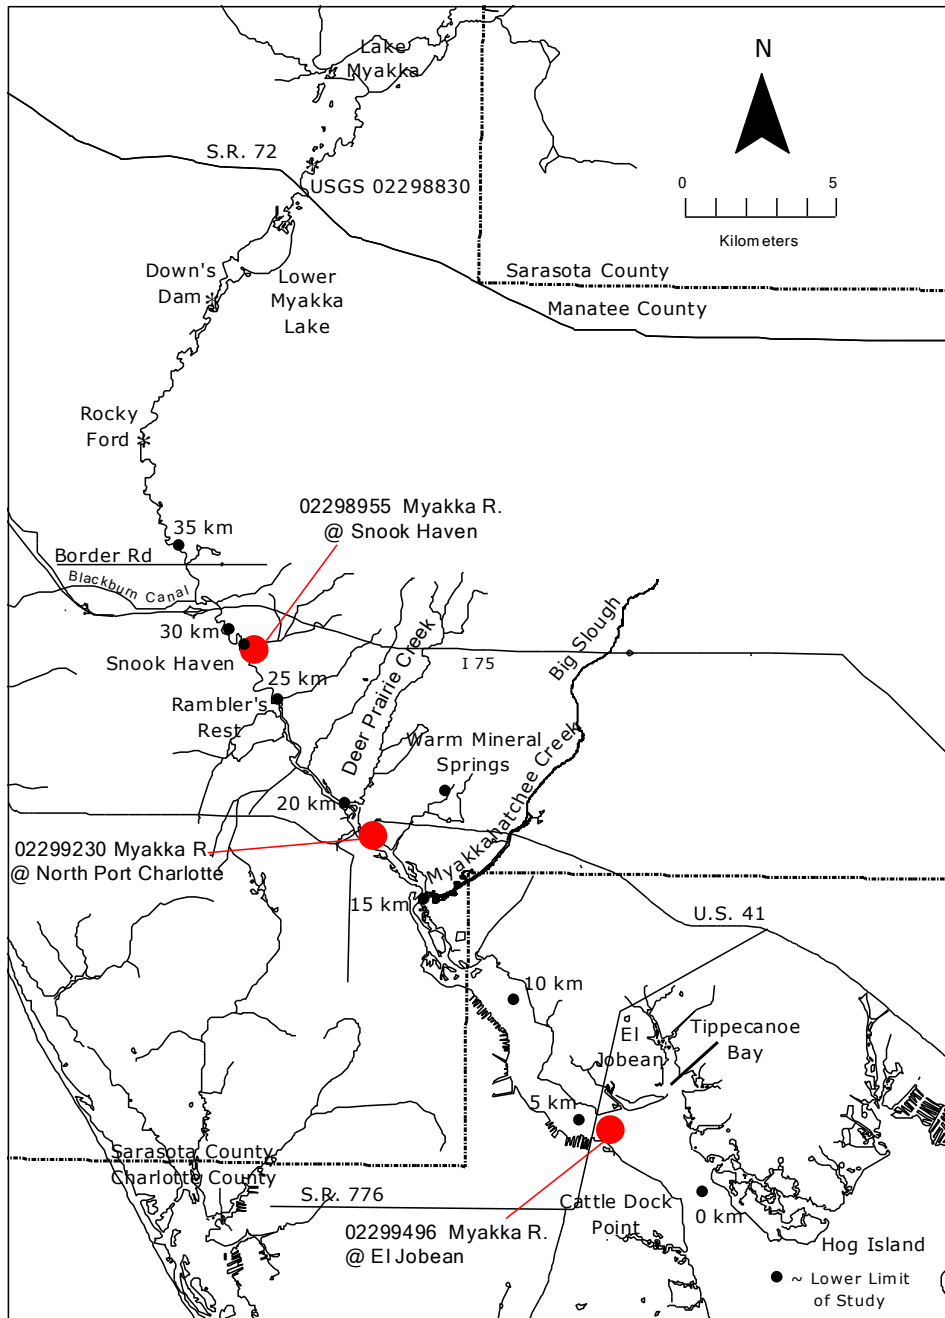 Lake
Myakka
N
S.R. 72
USGS 02298830
0 5
Kilometers
Down's
Dam
Lower
Myakka
Lake
Sarasota County
Manatee County
Rocky
Ford
02298955 Myakka R.
@ Snook Haven
35 km
Border Rd
Blackburn Canal
30 km
Snook Haven
25 km
Rambler's
Rest
Deer Prairie Creek
I 75
Big Slough
Warm Mineral
Springs
Myakkahatchee Creek
20 km
02299230 Myakka R.
@ North Port Charlotte
15 km
U.S. 41
10 km
El
Jobean
Tippecanoe
Bay
5 km
Sarasota County
Charlotte County
S.R. 776
Cattle Dock
Point
0 km
02299496 Myakka R.
@ El Jobean
Hog Island
~ Lower Limit
of Study